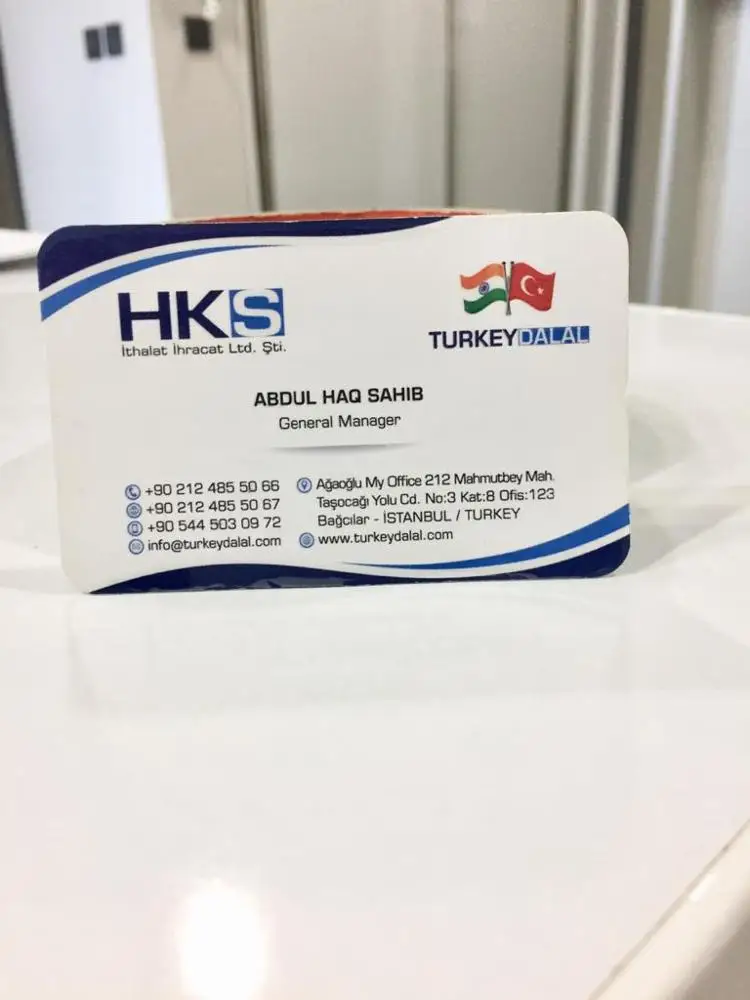 HKS
İthalat İhracat Ltd. Şti.
TURKEYDALAL
ABDUL HAQ SAHIB
General Manager
+90 212 485 50 66
+90 212 485 50 67
+90 544 503 09 72
info@turkeydalal.com
Ağaoğlu My Office 212 Mahmutbey Mah.
Taşocağı Yolu Cd. No:3 Kat:8 Ofis:123
Bağcılar - İSTANBUL / TURKEY
www.turkeydalal.com